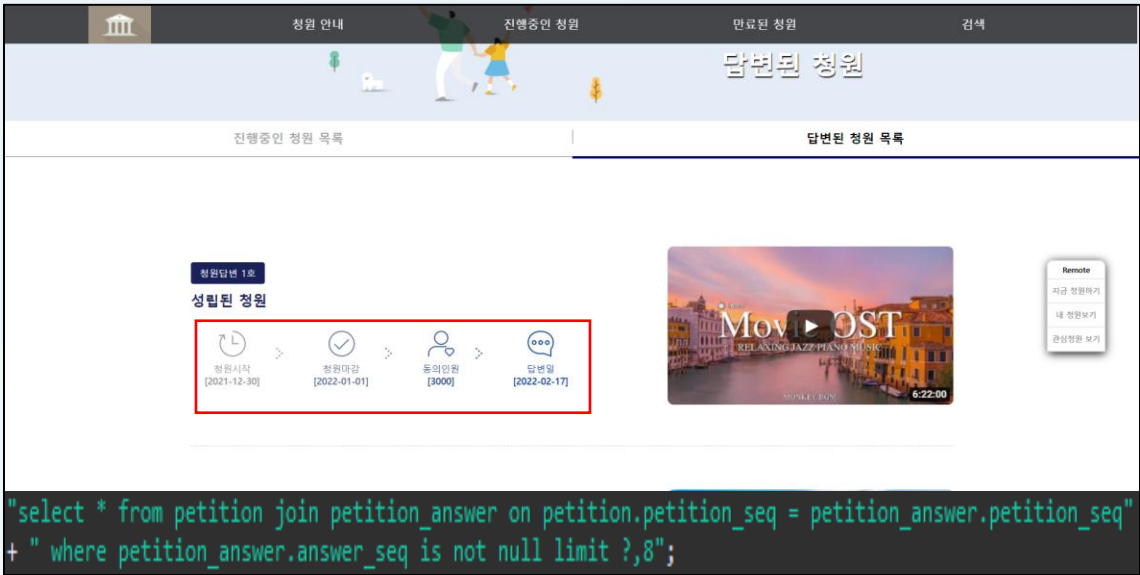 청원 안내 진행중인 청원 만료된 청원 검색
답변된 청원
진행중인 청원 목록 | 답변된 청원 목록
청원답변 1호
성립된 청원
청원시작 > 청원마감 > 동의인원 > 답변일
[2021-12-30] [2022-01-01] [3000] [2022-02-17]
Movie OST
RELAXING JAZZ PIANO MUSIC
MONKEY BGM
6:22:00
Remote
지금 청원하기
내 청원보기
관심청원 보기
"select * from petition join petition_answer on petition.petition_seq = petition_answer.petition_seq"
+ " where petition_answer.answer_seq is not null limit ?,8";